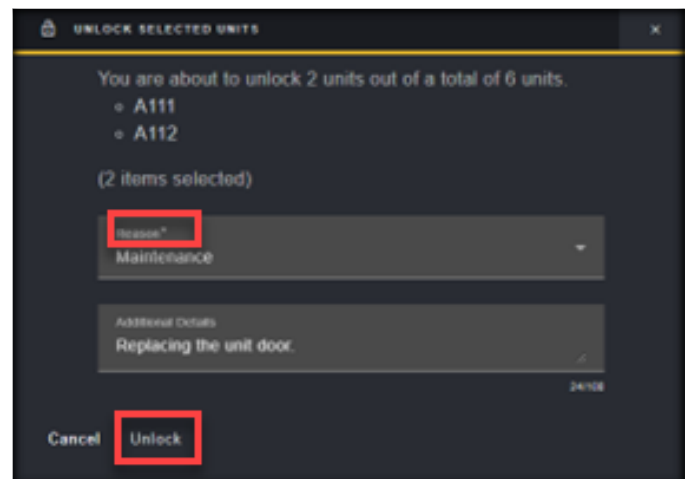 UNLOCK SELECTED UNITS ×
You are about to unlock 2 units out of a total of 6 units.
A111
A112
(2 items selected)
Reason*
Maintenance
Additional Details
Replacing the unit door.
24/108
Cancel Unlock